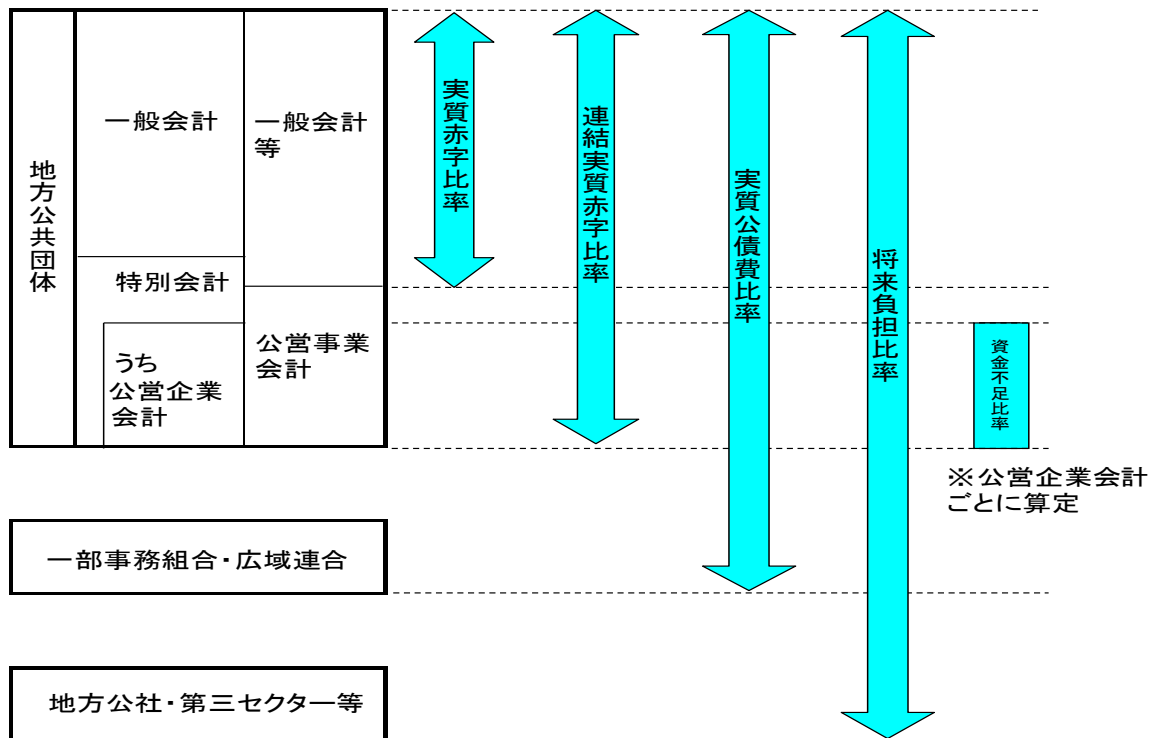 地方公共団体
一般会計
一般会計
等
特別会計
うち
公営企業
会計
公営事業
会計
実質赤字比率
連結実質赤字比率
実質公債費比率
将来負担比率
資金不足比率
※公営企業会計
ごとに算定
一部事務組合・広域連合
地方公社・第三セクター等